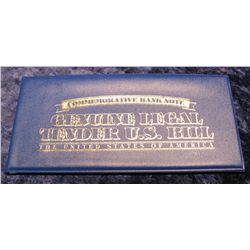 COMMEMORATIVE BANK NOTE
GENUINE LEGAL
TENDER U.S. BILL
THE UNITED STATES OF AMERICA